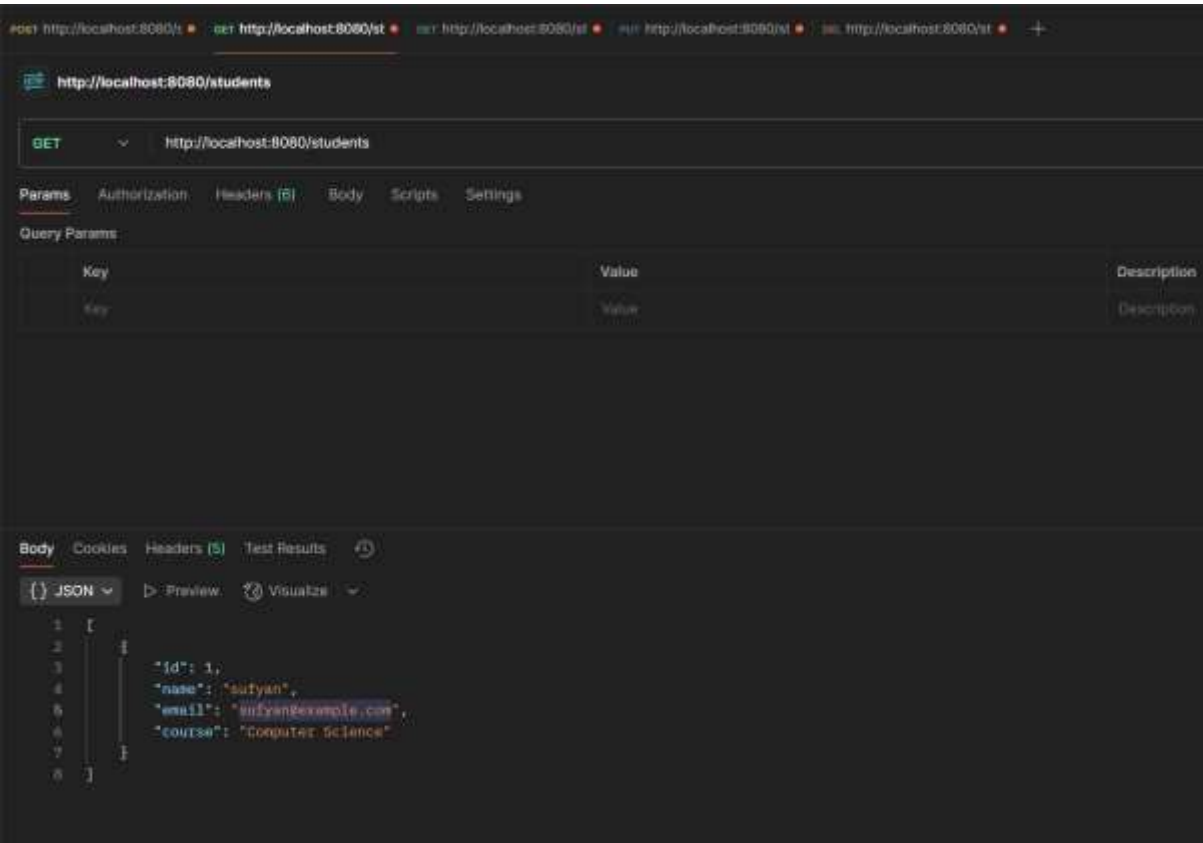 POST http://localhost:8080/s GET http://localhost:8080/st GET http://localhost:8080/st PUT http://localhost:8080/st DEL http://localhost:8080/st +
http://localhost:8080/students
GET http://localhost:8080/students
Params Authorization Headers (6) Body Scripts Settings
Query Params
Key Value Description
Key Value Description
Body Cookies Headers (5) Test Results
{} JSON Preview Visualize
1 [
2 {
3 "id": 1,
4 "name": "sufyan",
5 "email": "sufyan@example.com",
6 "course": "Computer Science"
7 }
8 ]